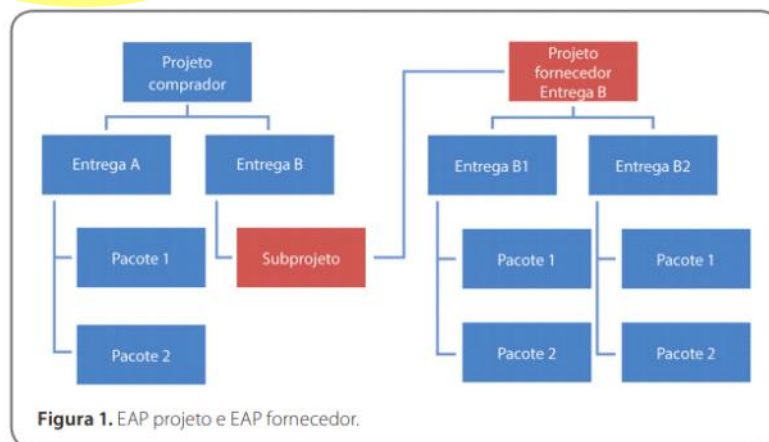 Projeto
comprador
Entrega A
Entrega B
Pacote 1
Subprojeto
Pacote 2
Projeto
fornecedor
Entrega B
Entrega B1
Entrega B2
Pacote 1
Pacote 1
Pacote 2
Pacote 2
Figura 1. EAP projeto e EAP fornecedor.